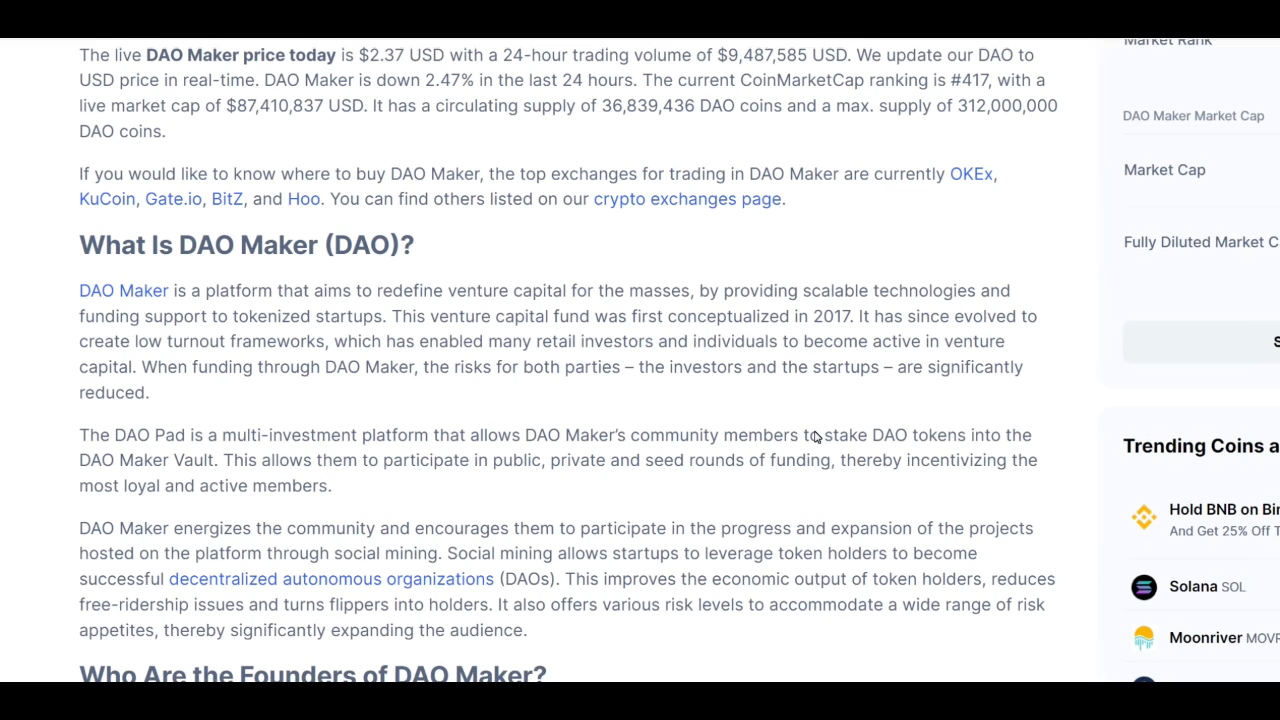 The live DAO Maker price today is $2.37 USD with a 24-hour trading volume of $9,487,585 USD. We update our DAO to
USD price in real-time. DAO Maker is down 2.47% in the last 24 hours. The current CoinMarketCap ranking is #417, with a
live market cap of $87,410,837 USD. It has a circulating supply of 36,839,436 DAO coins and a max. supply of 312,000,000
DAO coins.
If you would like to know where to buy DAO Maker, the top exchanges for trading in DAO Maker are currently OKEx,
KuCoin, Gate.io, BitZ, and Hoo. You can find others listed on our crypto exchanges page.
What Is DAO Maker (DAO)?
DAO Maker is a platform that aims to redefine venture capital for the masses, by providing scalable technologies and
funding support to tokenized startups. This venture capital fund was first conceptualized in 2017. It has since evolved to
create low turnout frameworks, which has enabled many retail investors and individuals to become active in venture
capital. When funding through DAO Maker, the risks for both parties – the investors and the startups – are significantly
reduced.
The DAO Pad is a multi-investment platform that allows DAO Maker’s community members to stake DAO tokens into the
DAO Maker Vault. This allows them to participate in public, private and seed rounds of funding, thereby incentivizing the
most loyal and active members.
DAO Maker energizes the community and encourages them to participate in the progress and expansion of the projects
hosted on the platform through social mining. Social mining allows startups to leverage token holders to become
successful decentralized autonomous organizations (DAOs). This improves the economic output of token holders, reduces
free-ridership issues and turns flippers into holders. It also offers various risk levels to accommodate a wide range of risk
appetites, thereby significantly expanding the audience.
Who Are the Founders of DAO Maker?
Market Rank
DAO Maker Market Cap
Market Cap
Fully Diluted Market C
S
Trending Coins a
Hold BNB on Bin
And Get 25% Off T
Solana SOL
Moonriver MOVR